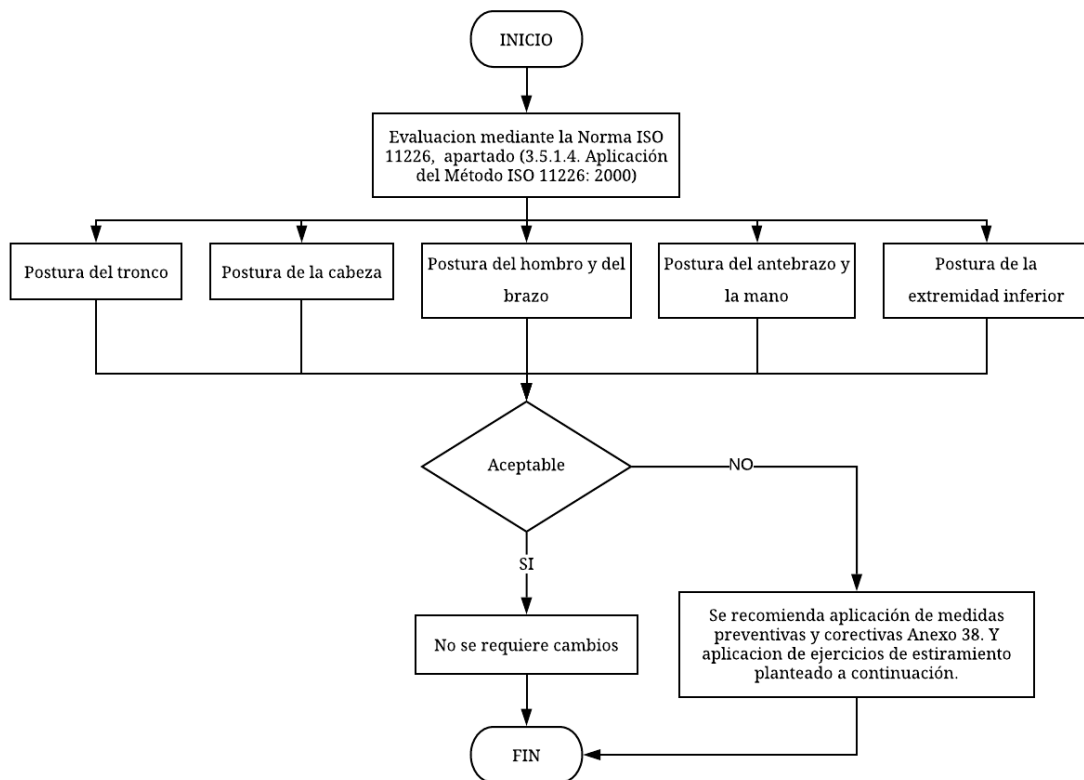 INICIO
Evaluacion mediante la Norma ISO
11226,  apartado (3.5.1.4. Aplicación
del Método ISO 11226: 2000)
Postura del tronco
Postura de la cabeza
Postura del hombro y del
brazo
Postura del antebrazo y
la mano
Postura de la
extremidad inferior
Aceptable
NO
SI
No se requiere cambios
Se recomienda aplicación de medidas
preventivas y corectivas Anexo 38. Y
aplicacion de ejercicios de estiramiento
planteado a continuación.
FIN